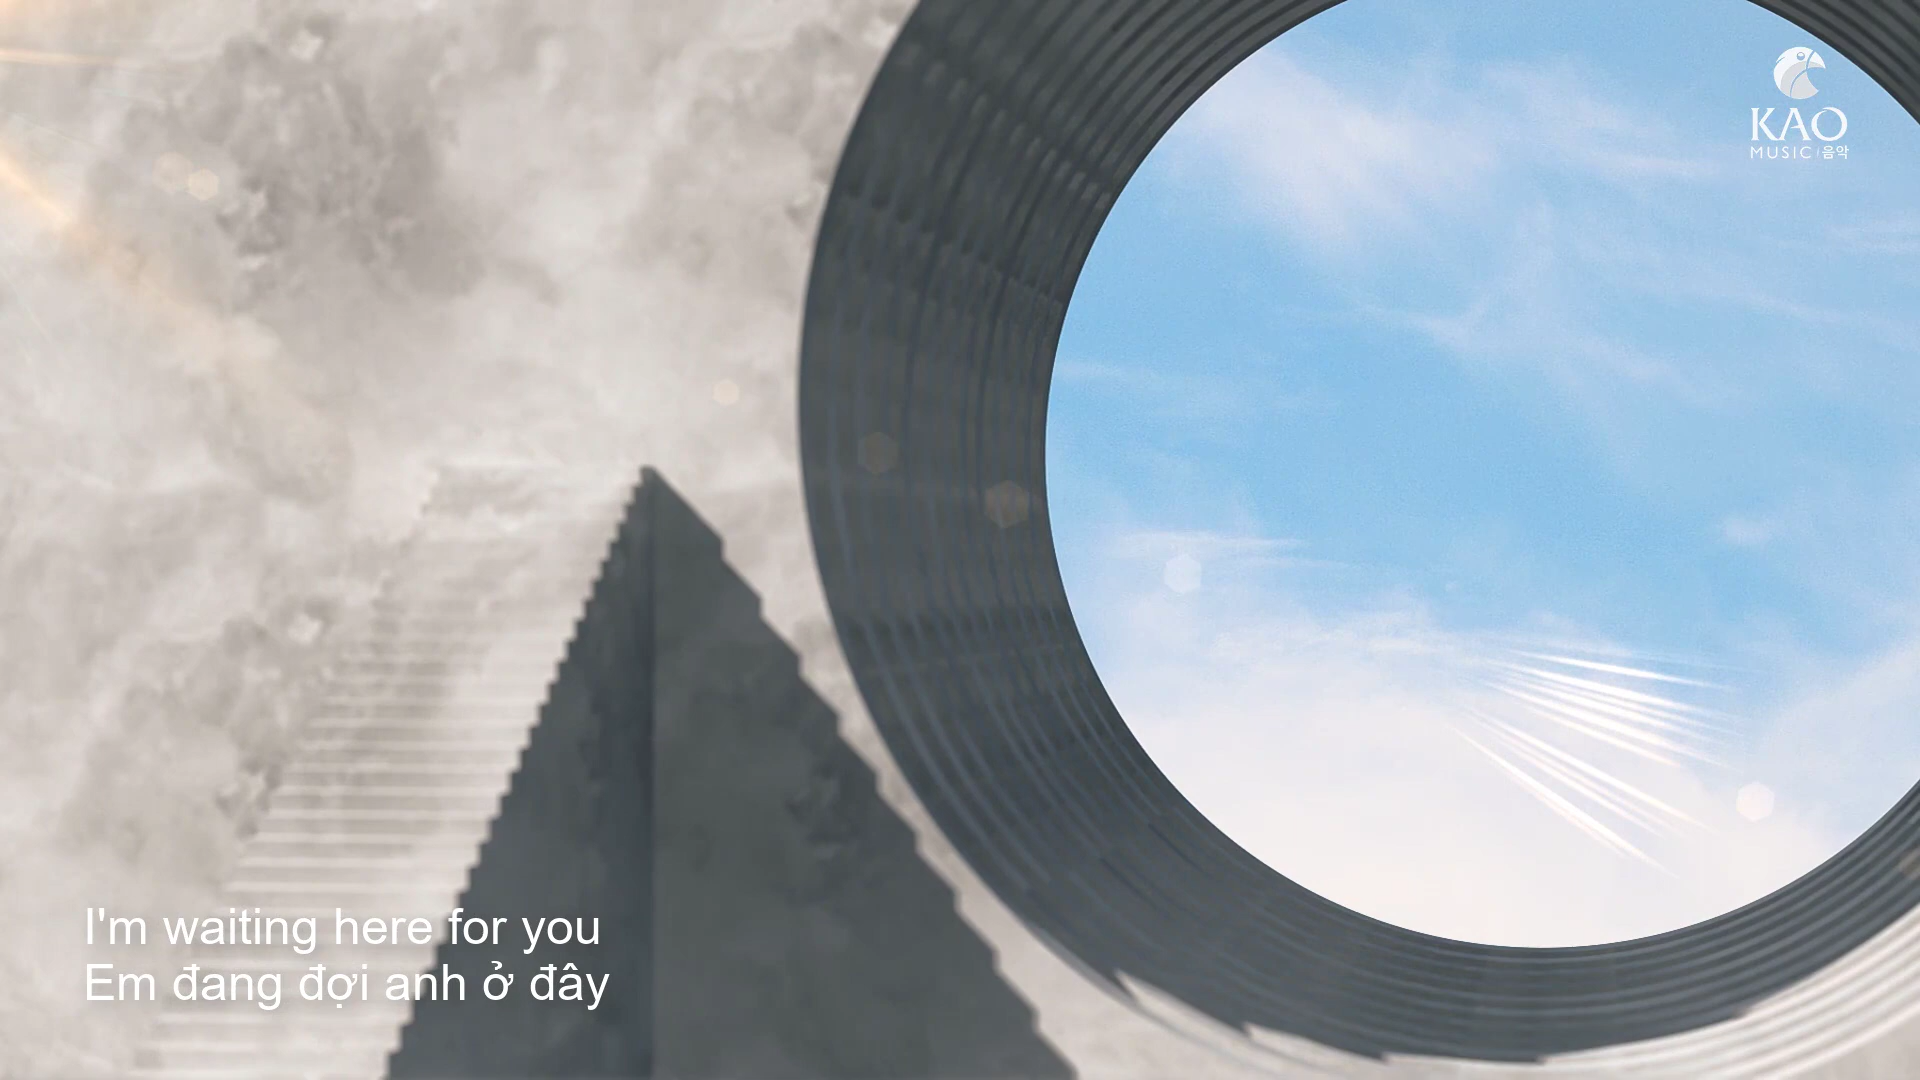 KAO
MUSIC / 음악
I'm waiting here for you
Em đang đợi anh ở đây